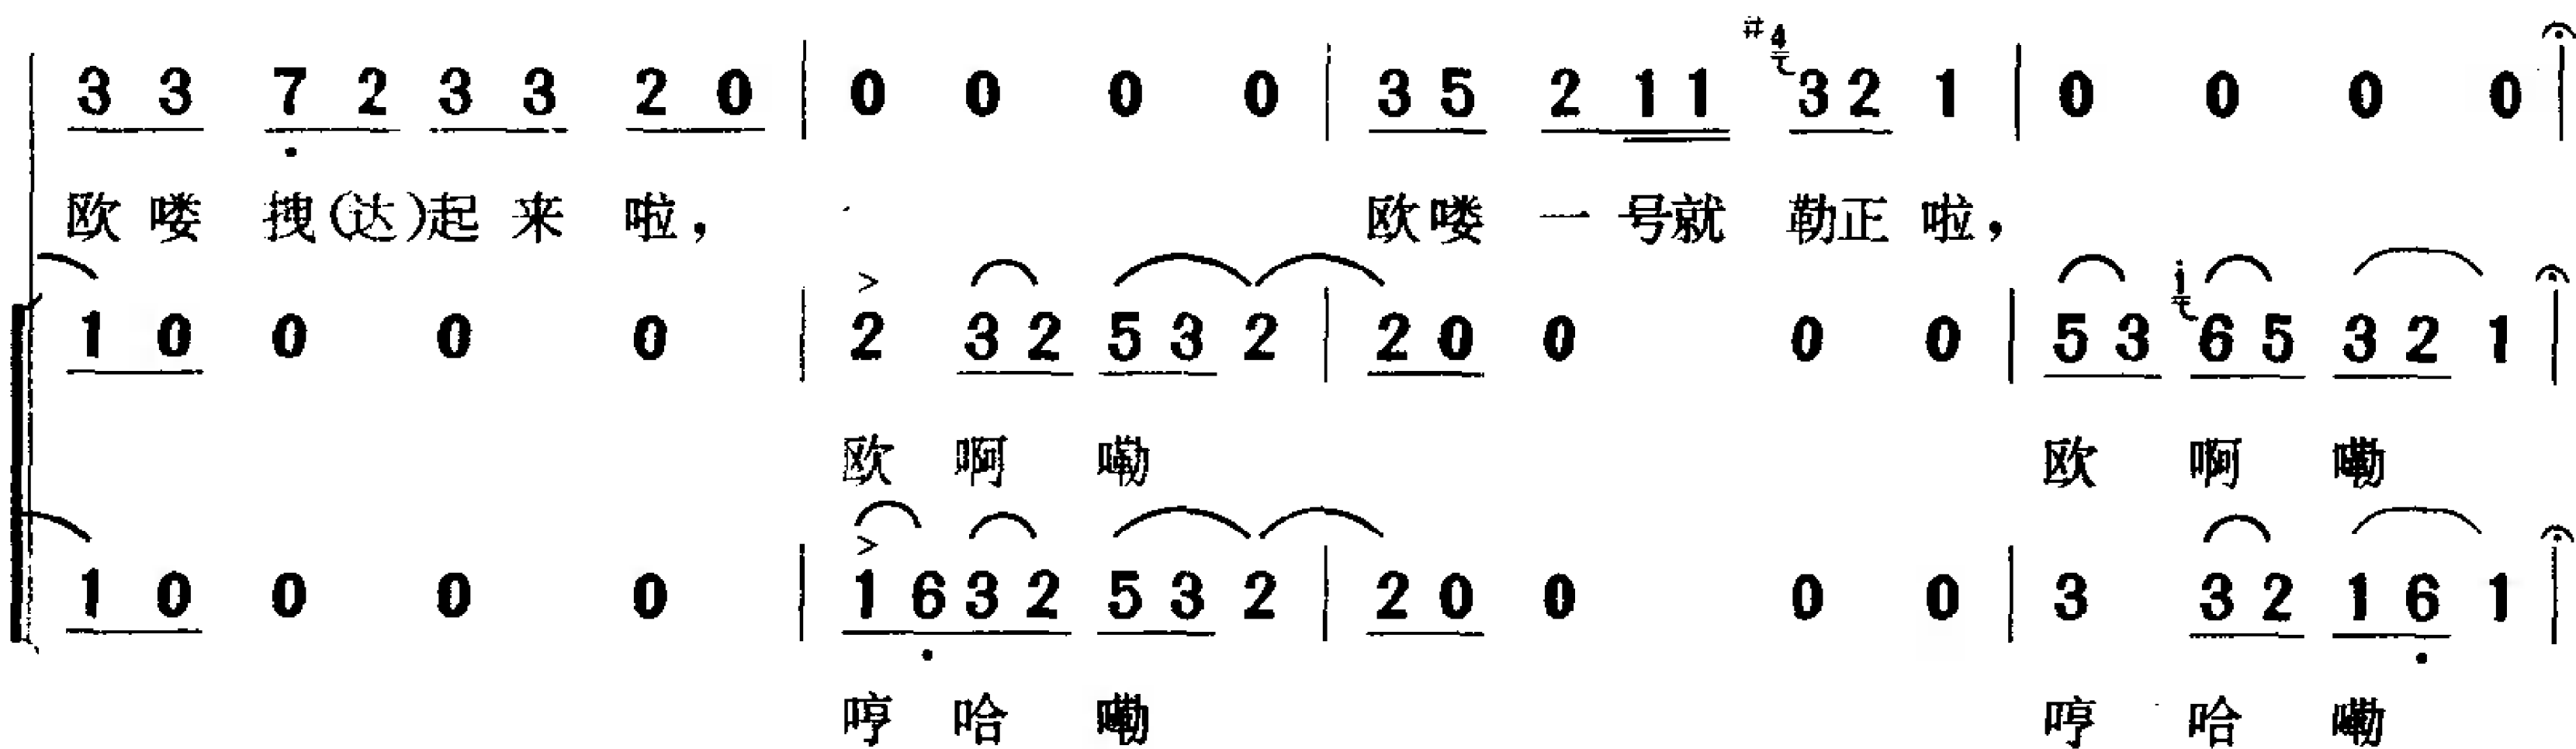 3 3 7 2 3 3 2 0 | 0 0 0 0 | 3 5 2 1 1 #4 3 2 1 | 0 0 0 0 |
欧 喽 拽(达)起 来 啦， 欧喽 一 号就 勒正 啦，
1 0 0 0 0 | 2 3 2 5 3 2 | 2 0 0 0 0 | 5 3 i 6 5 3 2 1 |
欧 啊 嘞 欧 啊 嘞
1 0 0 0 0 | 1 6 3 2 5 3 2 | 2 0 0 0 0 | 3 3 2 1 6 1 |
哼 哈 嘞 哼 哈 嘞